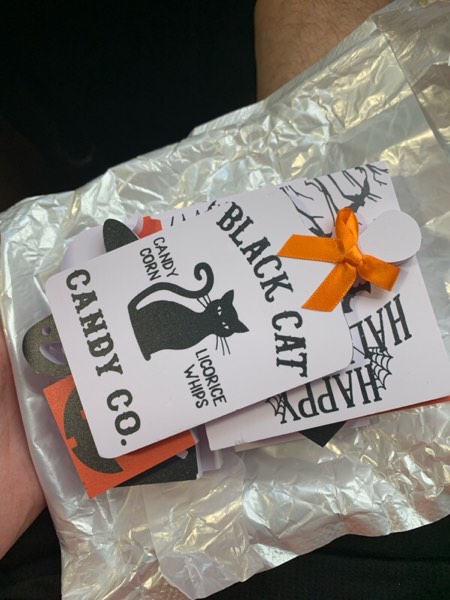 BLACK CAT
CANDY
CORN
LICORICE
WHIPS
CANDY CO.
HAPPY